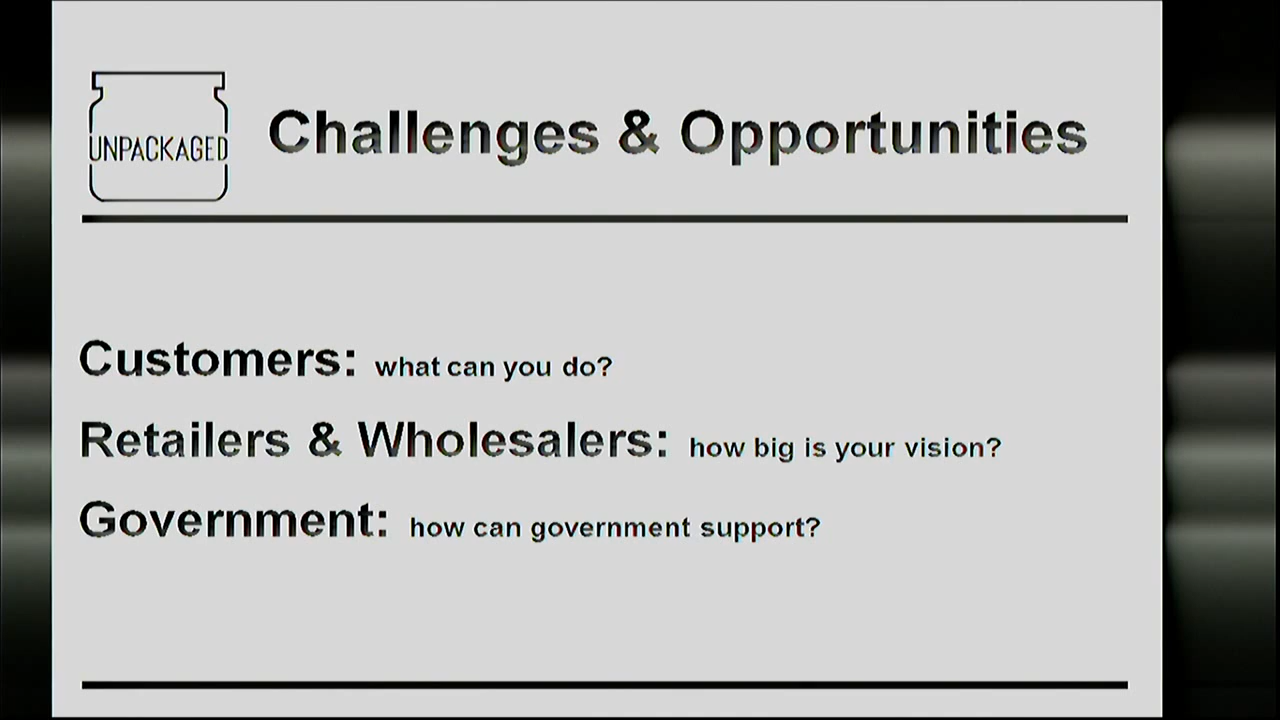 UNPACKAGED
Challenges & Opportunities
Customers: what can you do?
Retailers & Wholesalers: how big is your vision?
Government: how can government support?